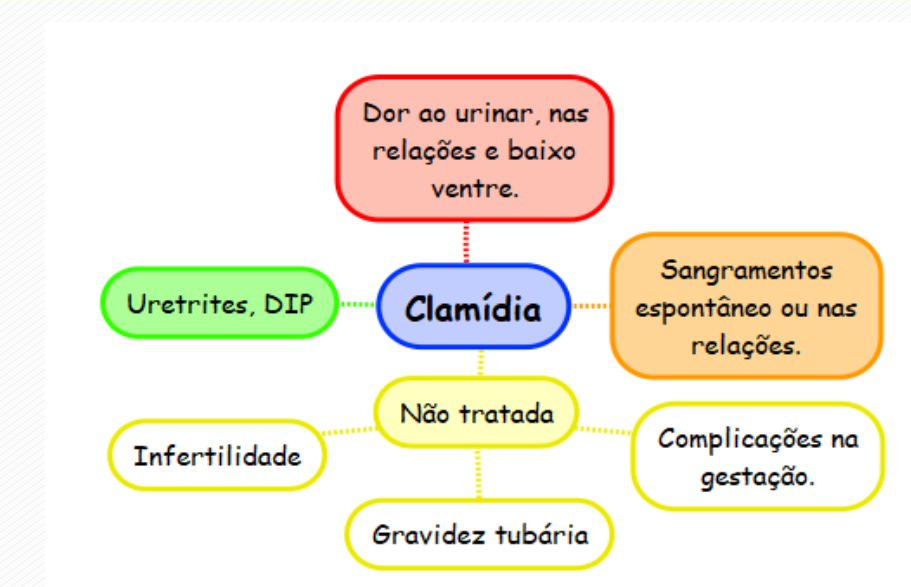 Dor ao urinar, nas
relações e baixo
ventre.
Uretrites, DIP
Clamídia
Sangramentos
espontâneo ou nas
relações.
Não tratada
Infertilidade
Complicações na
gestação.
Gravidez tubária